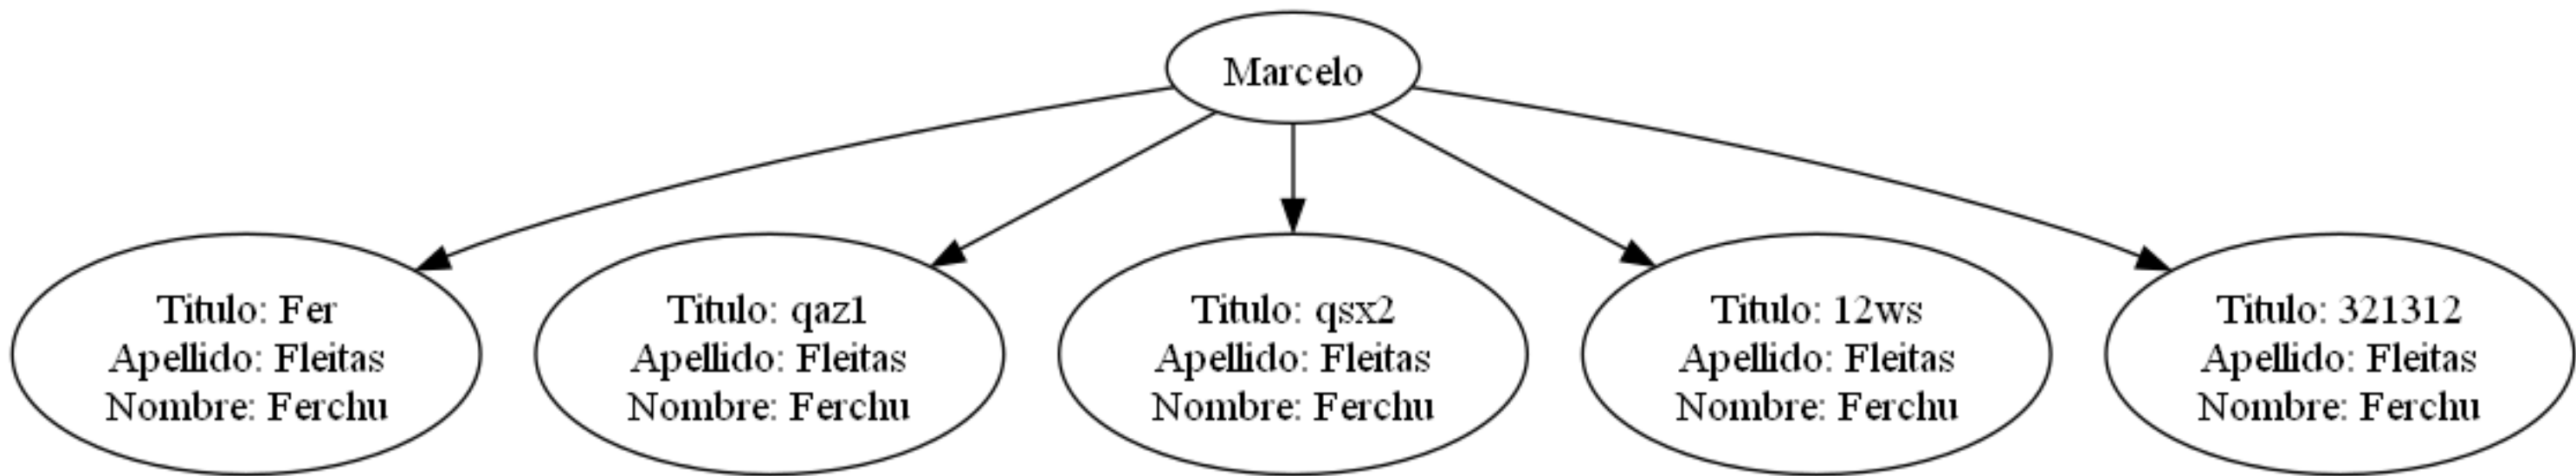 Marcelo
Titulo: Fer
Apellido: Fleitas
Nombre: Ferchu
Titulo: qaz1
Apellido: Fleitas
Nombre: Ferchu
Titulo: qsx2
Apellido: Fleitas
Nombre: Ferchu
Titulo: 12ws
Apellido: Fleitas
Nombre: Ferchu
Titulo: 321312
Apellido: Fleitas
Nombre: Ferchu